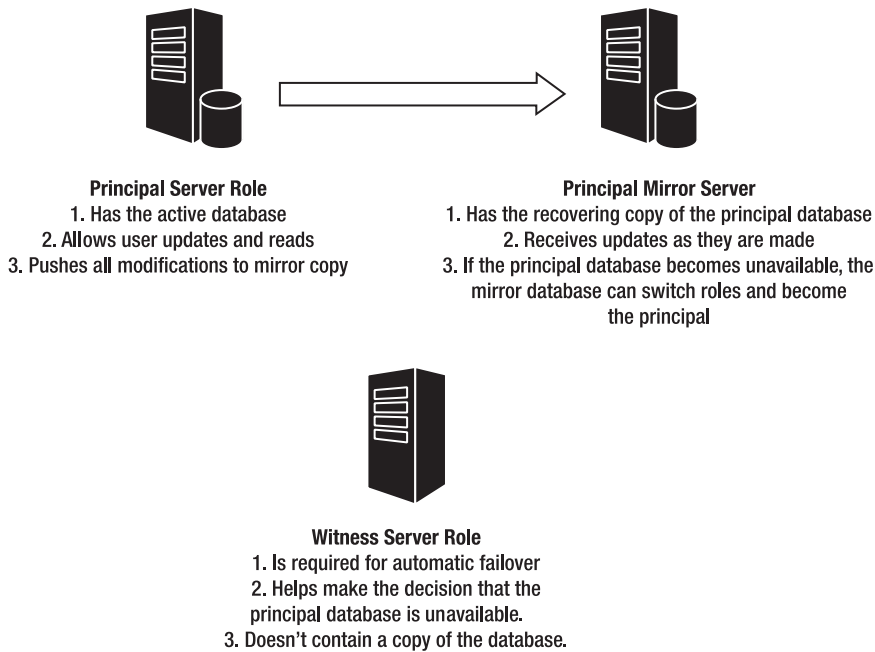 Principal Server Role
1. Has the active database
2. Allows user updates and reads
3. Pushes all modifications to mirror copy
Principal Mirror Server
1. Has the recovering copy of the principal database
2. Receives updates as they are made
3. If the principal database becomes unavailable, the
mirror database can switch roles and become
the principal
Witness Server Role
1. Is required for automatic failover
2. Helps make the decision that the
principal database is unavailable.
3. Doesn't contain a copy of the database.